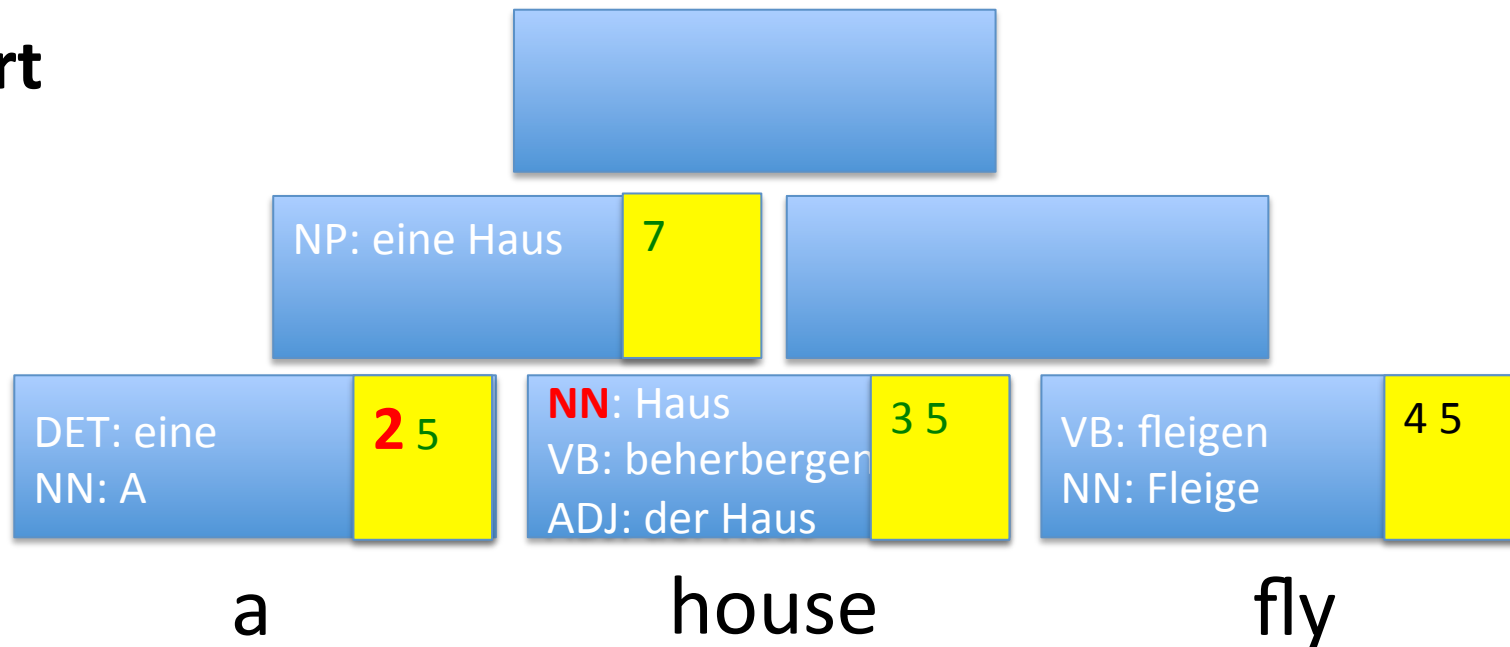 rt
NP: eine Haus
7
DET: eine
NN: A
2 5
NN: Haus
VB: beherbergen
ADJ: der Haus
3 5
VB: fleigen
NN: Fleige
4 5
a house fly